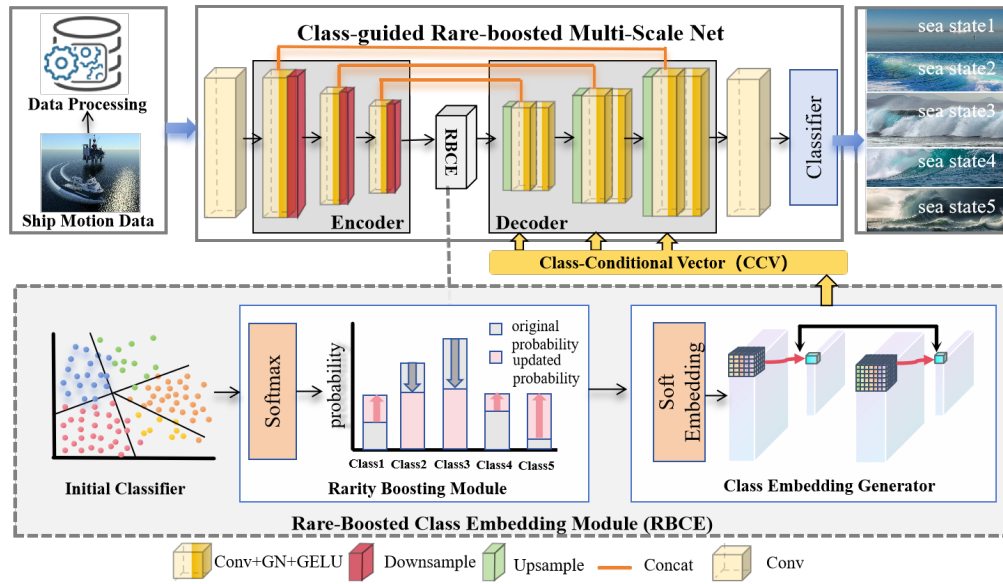 Class-guided Rare-boosted Multi-Scale Net
Data Processing
Ship Motion Data
Encoder
RBCE
Decoder
Classifier
sea state1
sea state2
sea state3
sea state4
sea state5
Class-Conditional Vector（CCV）
Initial Classifier
Softmax
probability
original
probability
updated
probability
Class1 Class2 Class3 Class4 Class5
Rarity Boosting Module
Soft
Embedding
Class Embedding Generator
Rare-Boosted Class Embedding Module (RBCE)
Conv+GN+GELU Downsample Upsample Concat Conv